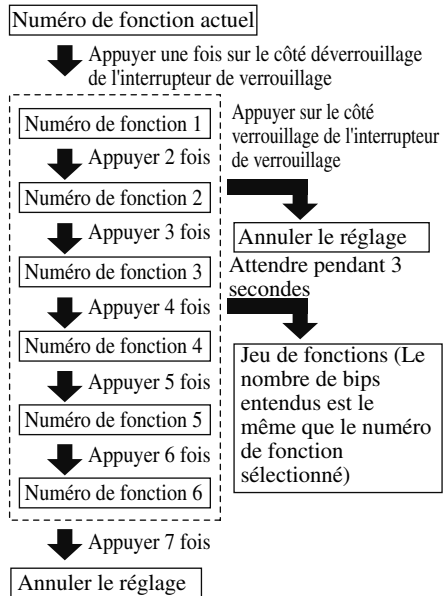 Numéro de fonction actuel
Appuyer une fois sur le côté déverrouillage
de l'interrupteur de verrouillage
Numéro de fonction 1
Appuyer 2 fois
Numéro de fonction 2
Appuyer 3 fois
Numéro de fonction 3
Appuyer 4 fois
Numéro de fonction 4
Appuyer 5 fois
Numéro de fonction 5
Appuyer 6 fois
Numéro de fonction 6
Appuyer 7 fois
Annuler le réglage
Appuyer sur le côté
verrouillage de l'interrupteur
de verrouillage
Annuler le réglage
Attendre pendant 3
secondes
Jeu de fonctions (Le
nombre de bips
entendus est le
même que le numéro
de fonction
sélectionné)